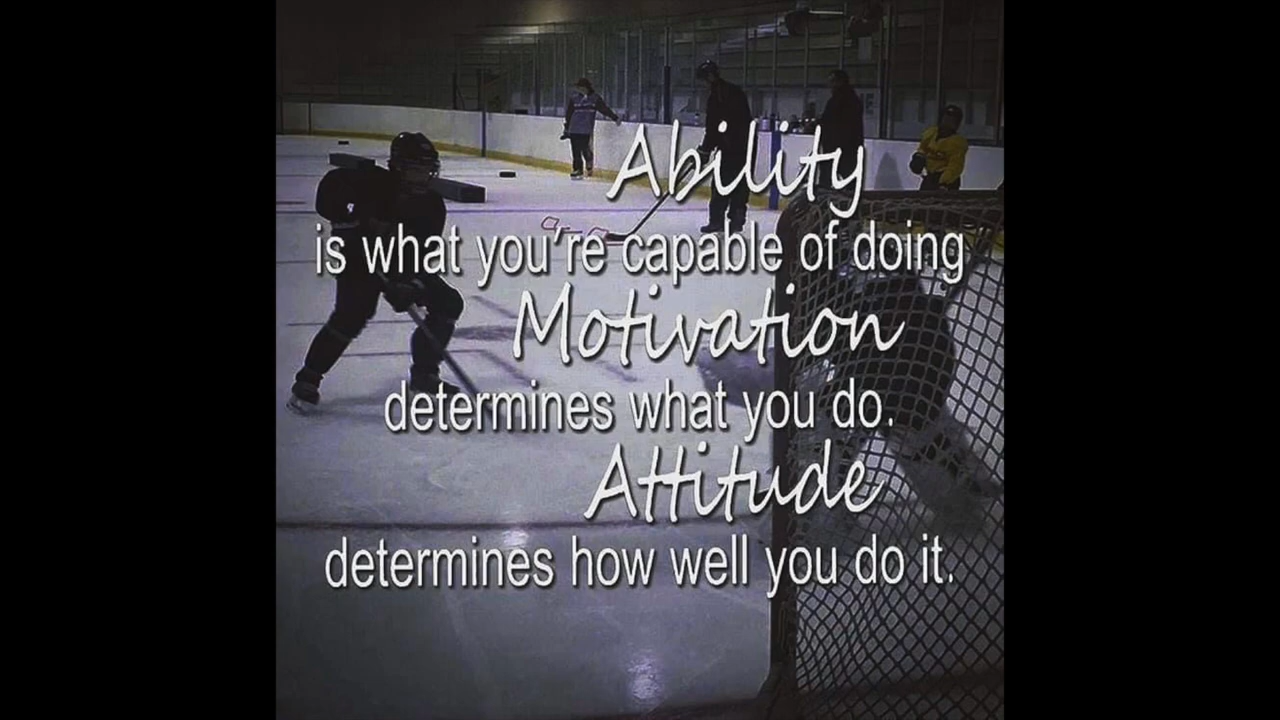 Ability
is what you're capable of doing
Motivation
determines what you do.
Attitude
determines how well you do it.